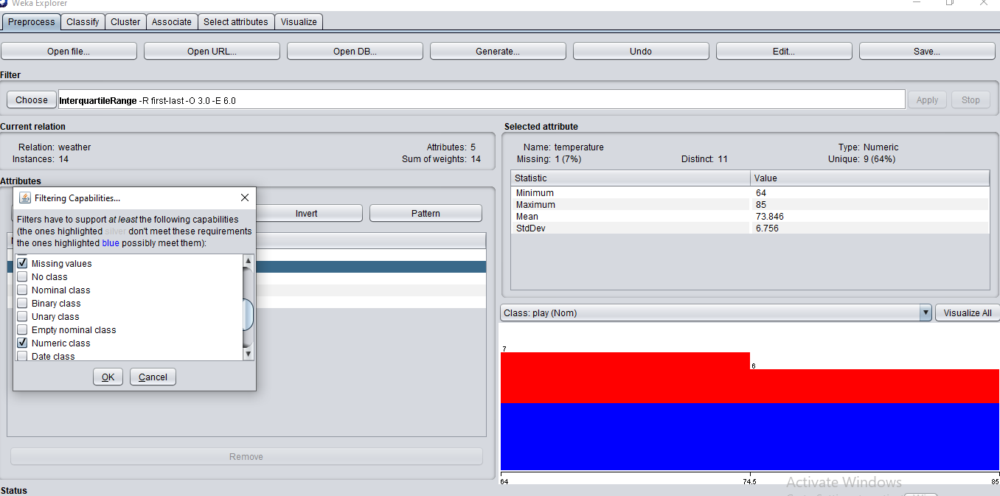 Weka Explorer
Preprocess Classify Cluster Associate Select attributes Visualize
Open file... Open URL... Open DB... Generate... Undo Edit... Save...
Filter
Choose InterquartileRange -R first-last -O 3.0 -E 6.0 Apply Stop
Current relation
Relation: weather Attributes: 5
Instances: 14 Sum of weights: 14
Attributes
Invert Pattern
Filtering Capabilities...
Filters have to support at least the following capabilities
(the ones highlighted silver don't meet these requirements
the ones highlighted blue possibly meet them):
Missing values
No class
Nominal class
Binary class
Unary class
Empty nominal class
Numeric class
Date class
OK Cancel
Remove
Status
Selected attribute
Name: temperature Type: Numeric
Missing: 1 (7%) Distinct: 11 Unique: 9 (64%)
Statistic Value
Minimum 64
Maximum 85
Mean 73.846
StdDev 6.756
Class: play (Nom) Visualize All
7
6
64 74.5 85
Activate Windows